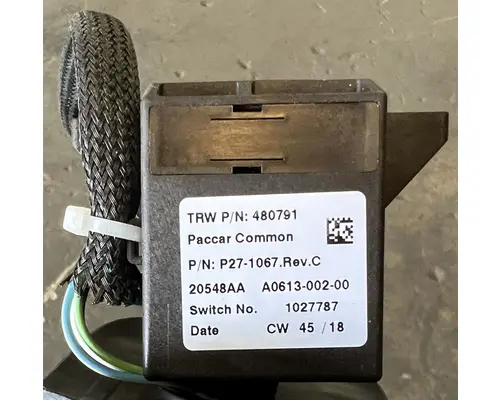 TRW P/N: 480791
Paccar Common
P/N: P27-1067.Rev.C
20548AA A0613-002-00
Switch No. 1027787
Date CW 45 / 18